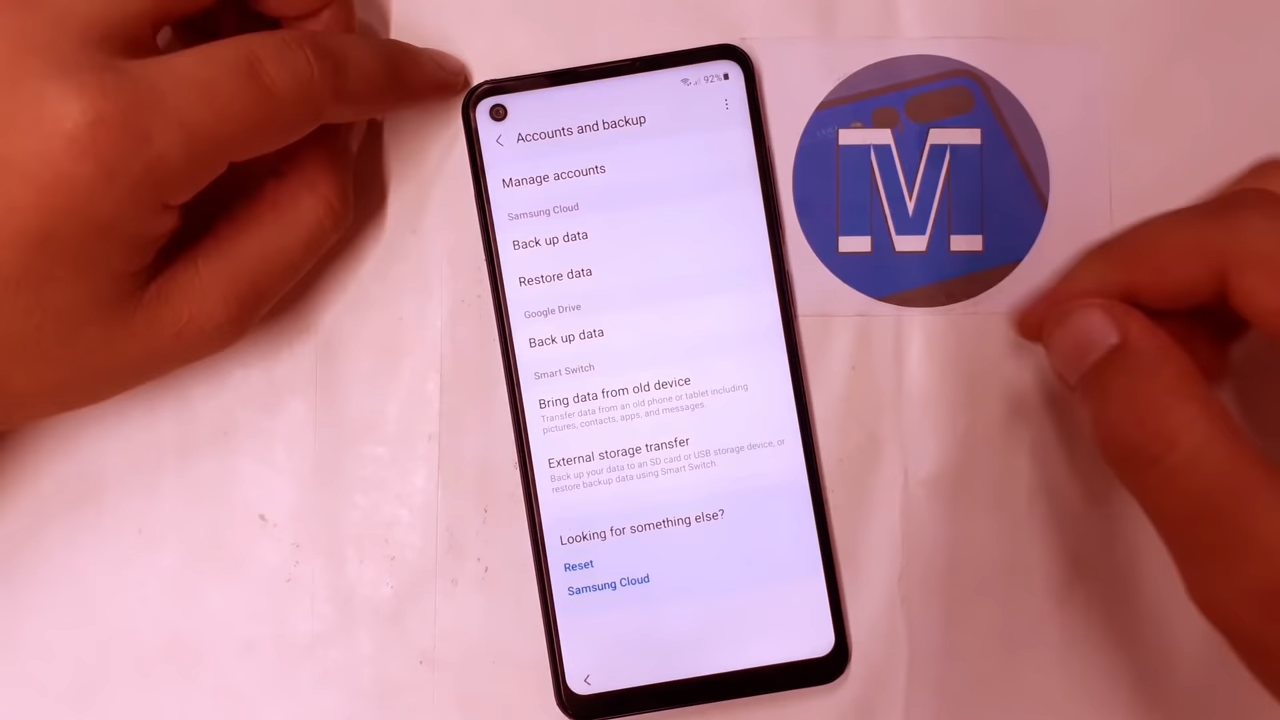 92%
Accounts and backup
Manage accounts
Samsung Cloud
Back up data
Restore data
Google Drive
Back up data
Smart Switch
Bring data from old device
Transfer data from an old phone or tablet including
pictures, contacts, apps, and messages.
External storage transfer
Back up your data to an SD card or USB storage device, or
restore backup data using Smart Switch.
Looking for something else?
Reset
Samsung Cloud
M